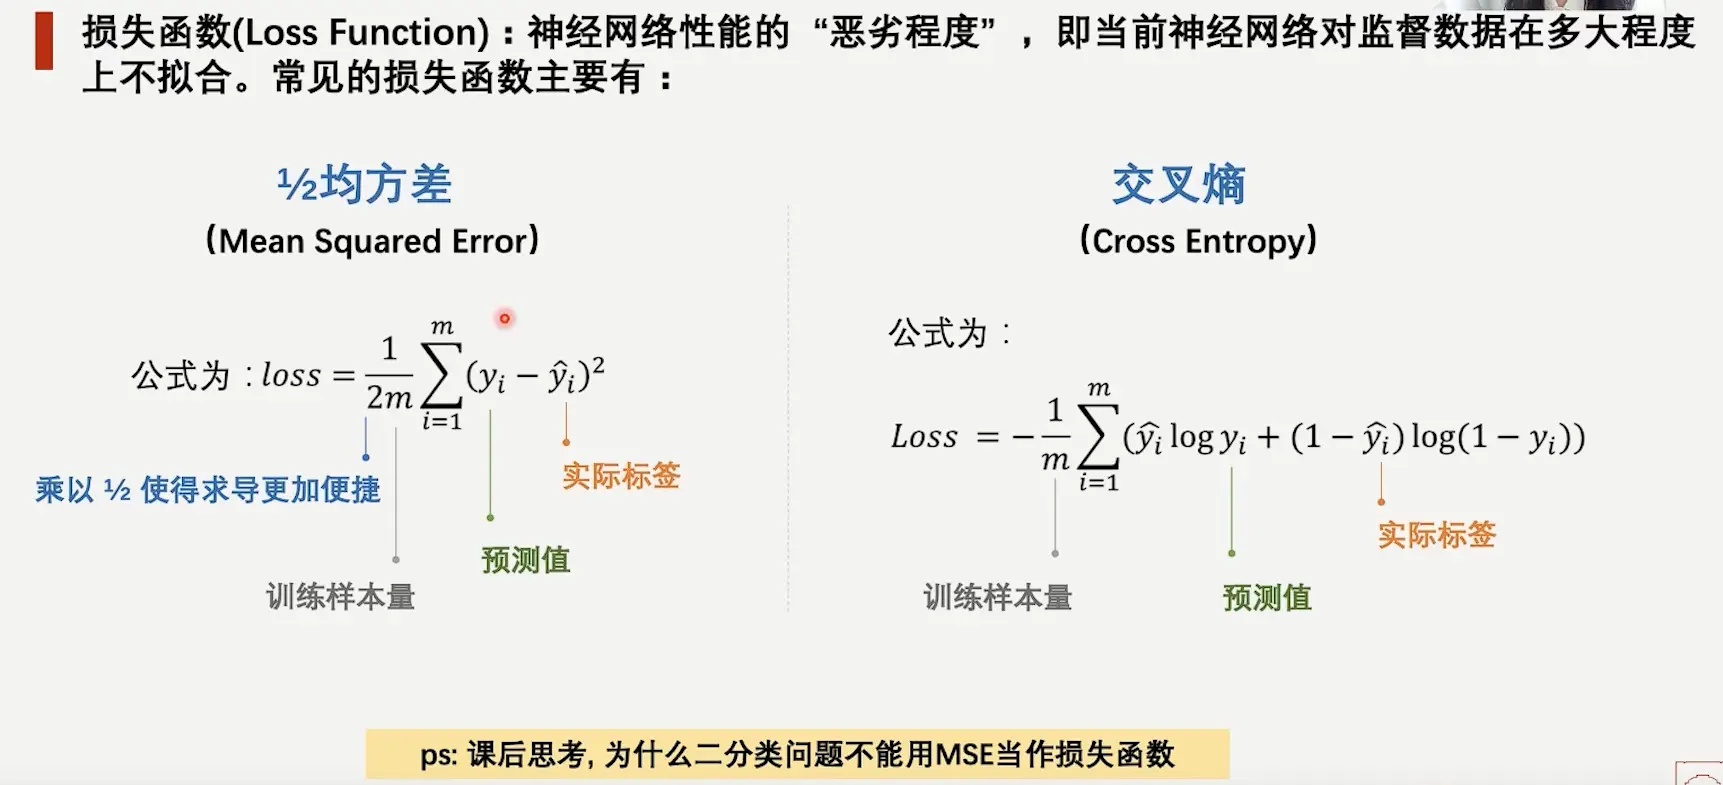 损失函数(Loss Function)：神经网络性能的“恶劣程度”，即当前神经网络对监督数据在多大程度
上不拟合。常见的损失函数主要有：
½均方差
(Mean Squared Error)
公式为：loss = \frac{1}{2m} \sum_{i=1}^{m} (y_i − ŷ_i)²
乘以 ½ 使得求导更加便捷
训练样本量
预测值
实际标签
交叉熵
(Cross Entropy)
公式为：
Loss = −\frac{1}{m} \sum_{i=1}^{m} (ŷ_i log y_i + (1 − ŷ_i) log(1 − y_i))
训练样本量
预测值
实际标签
ps: 课后思考, 为什么二分类问题不能用MSE当作损失函数